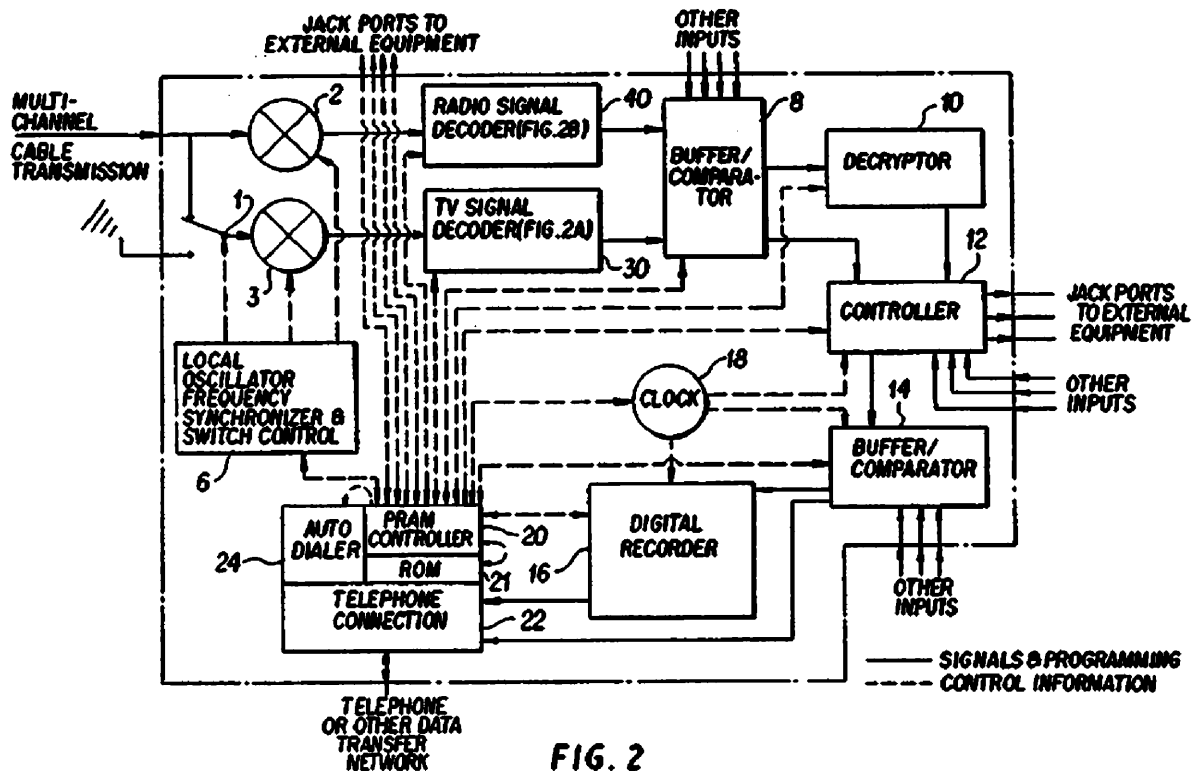 JACK PORTS TO
EXTERNAL EQUIPMENT
OTHER
INPUTS
MULTI-
CHANNEL
CABLE
TRANSMISSION
2
RADIO SIGNAL
DECODER(FIG.2B)
40
8
BUFFER/
COMPARA-
TOR
10
DECRYPTOR
1
3
TV SIGNAL
DECODER(FIG.2A)
30
12
CONTROLLER
JACK PORTS
TO EXTERNAL
EQUIPMENT
OTHER
INPUTS
LOCAL
OSCILLATOR
FREQUENCY
SYNCHRONIZER &
SWITCH CONTROL
6
18
CLOCK
14
BUFFER/
COMPARATOR
OTHER
INPUTS
AUTO
DIALER
24
PRAM
CONTROLLER
20
ROM
21
TELEPHONE
CONNECTION
22
16
DIGITAL
RECORDER
SIGNALS & PROGRAMMING
CONTROL INFORMATION
TELEPHONE
OR OTHER DATA
TRANSFER
NETWORK
FIG. 2